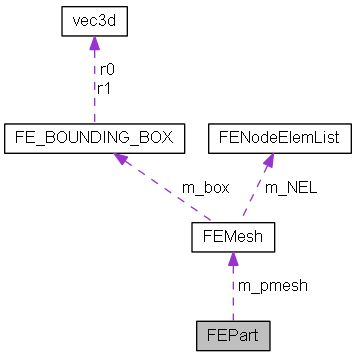 vec3d
r0
r1
FE_BOUNDING_BOX
FENodeElemList
m_box
m_NEL
FEMesh
m_pmesh
FEPart